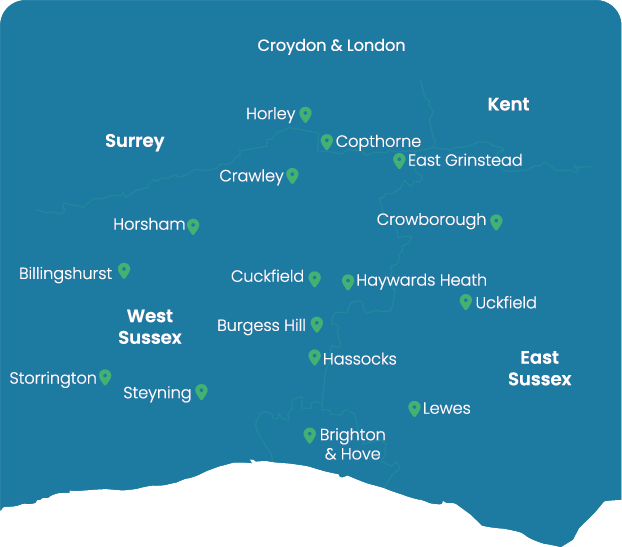 Croydon & London
Kent
Horley
Surrey
Copthorne
East Grinstead
Crawley
Crowborough
Horsham
Billingshurst
Cuckfield
Haywards Heath
Uckfield
West
Sussex
Burgess Hill
Hassocks
East
Sussex
Storrington
Steyning
Lewes
Brighton
& Hove